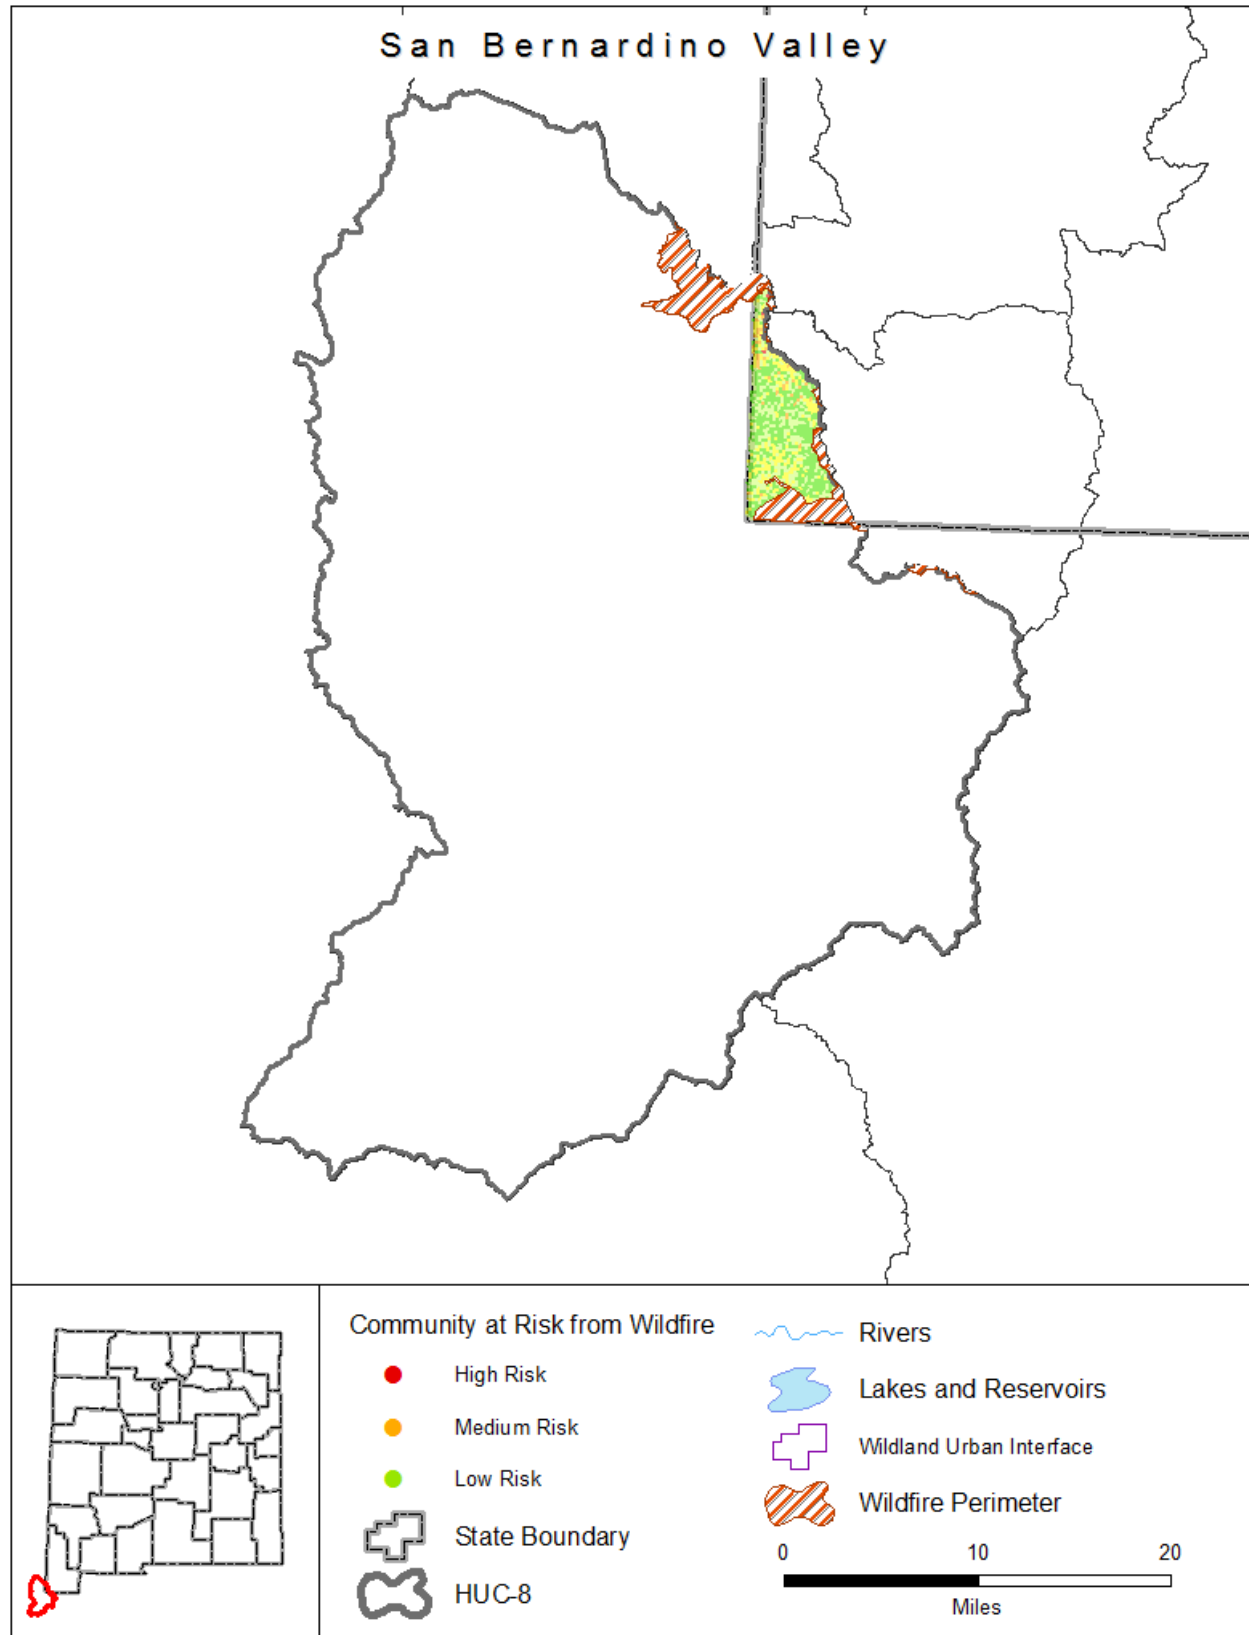 San Bernardino Valley
Community at Risk from Wildfire
High Risk
Medium Risk
Low Risk
State Boundary
HUC-8
Rivers
Lakes and Reservoirs
Wildland Urban Interface
Wildfire Perimeter
0 10 20
Miles